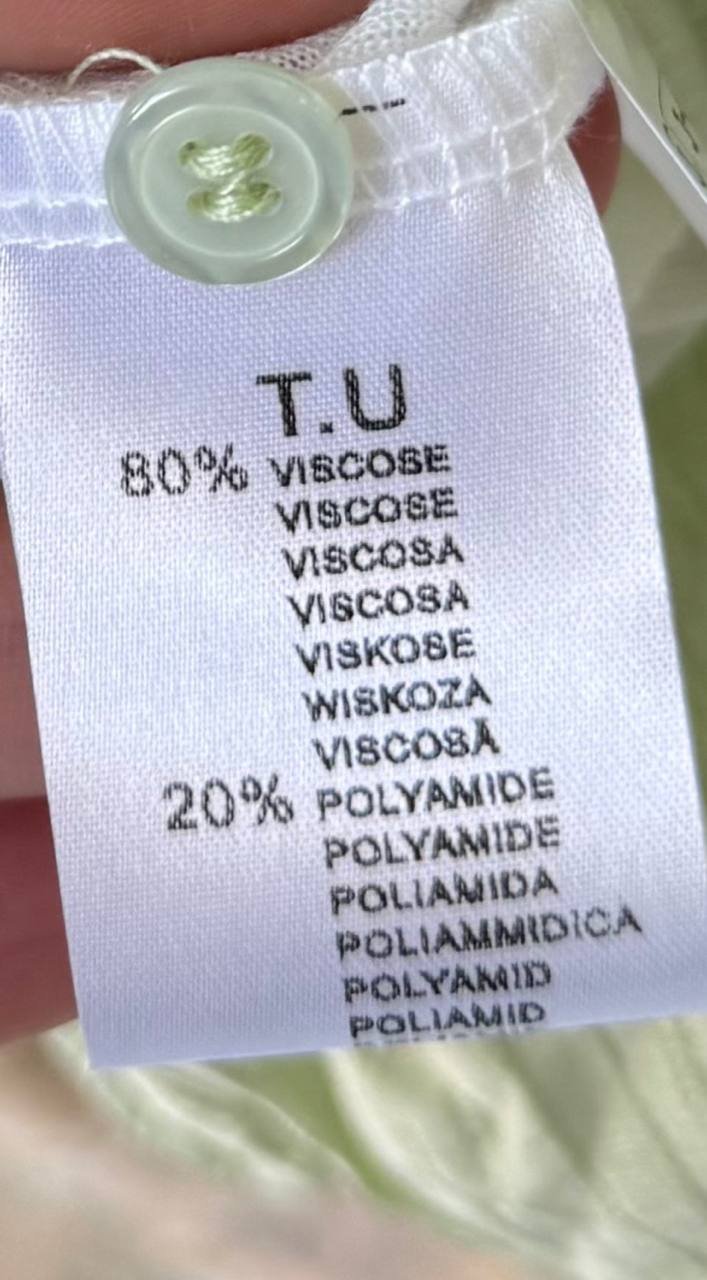 T.U
80% VISCOSE
VISCOSE
VISCOSA
VISCOSA
VISKOSE
WISKOZA
VISCOSĂ
20% POLYAMIDE
POLYAMIDE
POLIAMIDA
POLIAMMIDICA
POLYAMID
POLIAMID